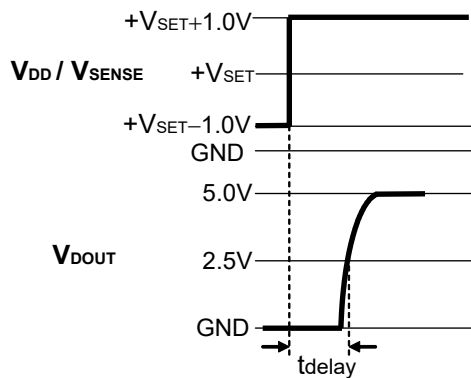 +VSET+1.0V
VDD / VSENSE
+VSET
+VSET−1.0V
GND
5.0V
VDOUT
2.5V
GND
tdelay